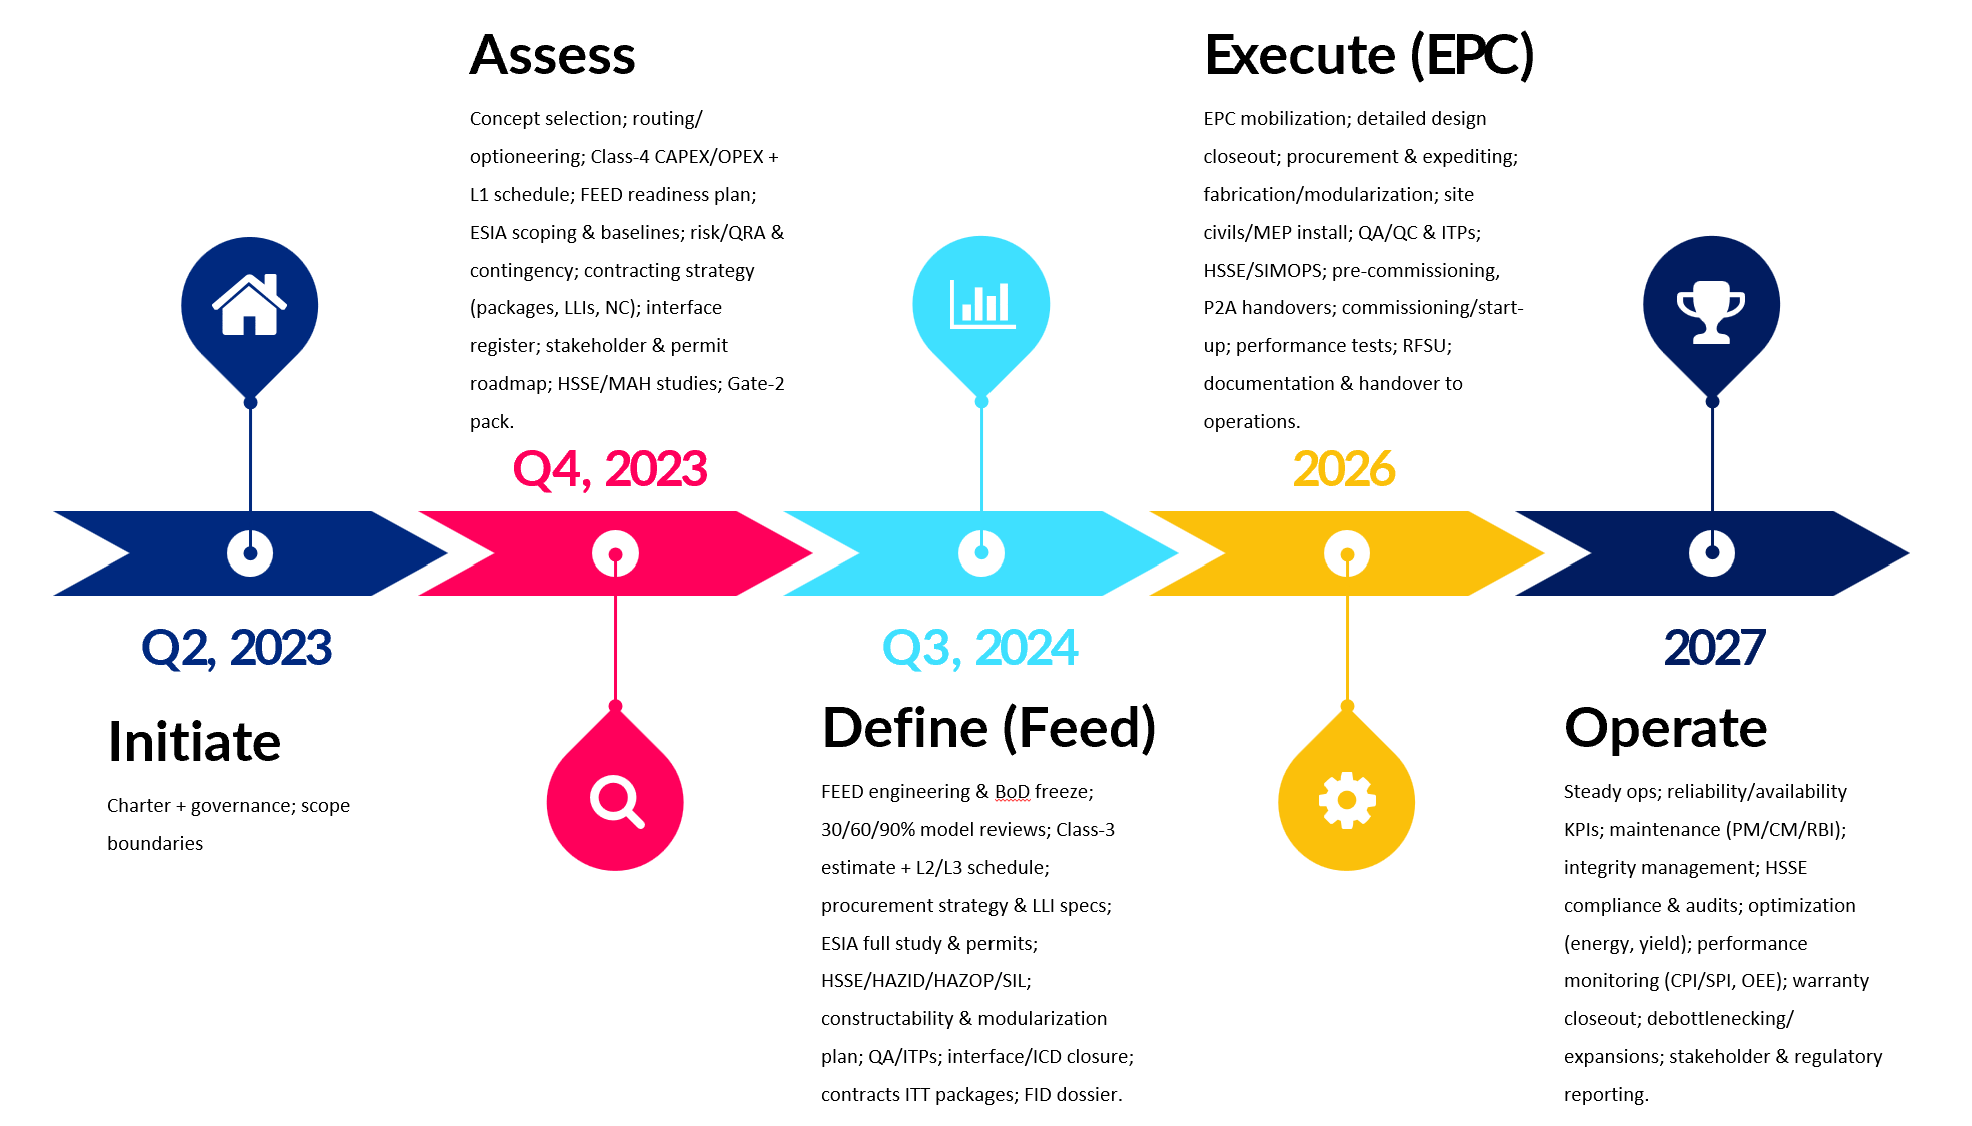 Initiate
Q2, 2023
Charter + governance; scope
boundaries
Assess
Concept selection; routing/
optioneering; Class-4 CAPEX/OPEX +
L1 schedule; FEED readiness plan;
ESIA scoping & baselines; risk/QRA &
contingency; contracting strategy
(packages, LLIs, NC); interface
register; stakeholder & permit
roadmap; HSSE/MAH studies; Gate-2
pack.
Q4, 2023
Q3, 2024
Define (Feed)
FEED engineering & BoD freeze;
30/60/90% model reviews; Class-3
estimate + L2/L3 schedule;
procurement strategy & LLI specs;
ESIA full study & permits;
HSSE/HAZID/HAZOP/SIL;
constructability & modularization
plan; QA/ITPs; interface/ICD closure;
contracts ITT packages; FID dossier.
Execute (EPC)
EPC mobilization; detailed design
closeout; procurement & expediting;
fabrication/modularization; site
civils/MEP install; QA/QC & ITPs;
HSSE/SIMOPS; pre-commissioning,
P2A handovers; commissioning/start-
up; performance tests; RFSU;
documentation & handover to
operations.
2026
2027
Operate
Steady ops; reliability/availability
KPIs; maintenance (PM/CM/RBI);
integrity management; HSSE
compliance & audits; optimization
(energy, yield); performance
monitoring (CPI/SPI, OEE); warranty
closeout; debottlenecking/
expansions; stakeholder & regulatory
reporting.